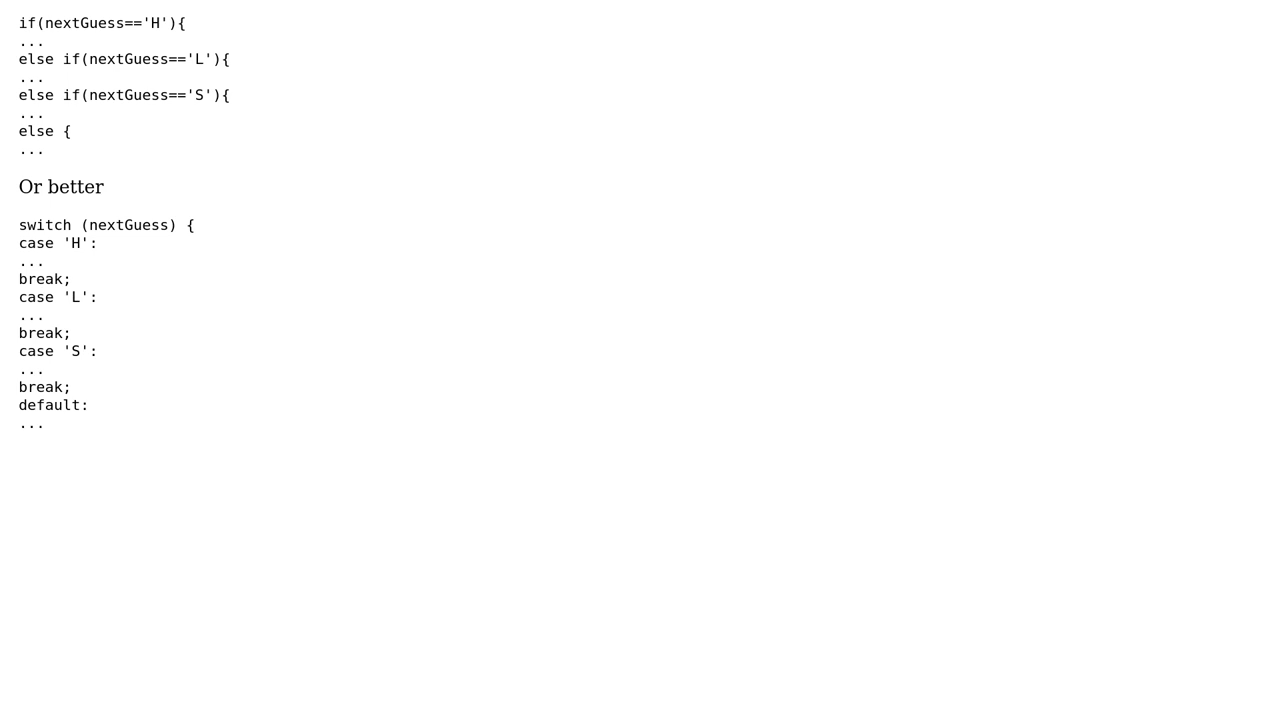 if(nextGuess=='H'){
...
else if(nextGuess=='L'){
...
else if(nextGuess=='S'){
...
else {
...
Or better
switch (nextGuess) {
case 'H':
...
break;
case 'L':
...
break;
case 'S':
...
break;
default:
...